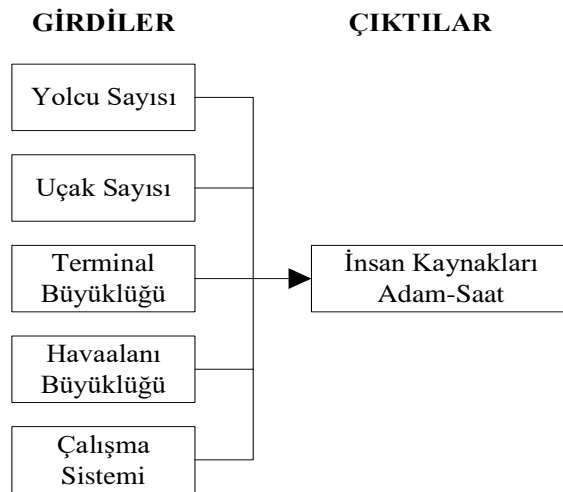 GİRDİLER
ÇIKTILAR
Yolcu Sayısı
Uçak Sayısı
Terminal
Büyüklüğü
Havaalanı
Büyüklüğü
Çalışma
Sistemi
İnsan Kaynakları
Adam-Saat